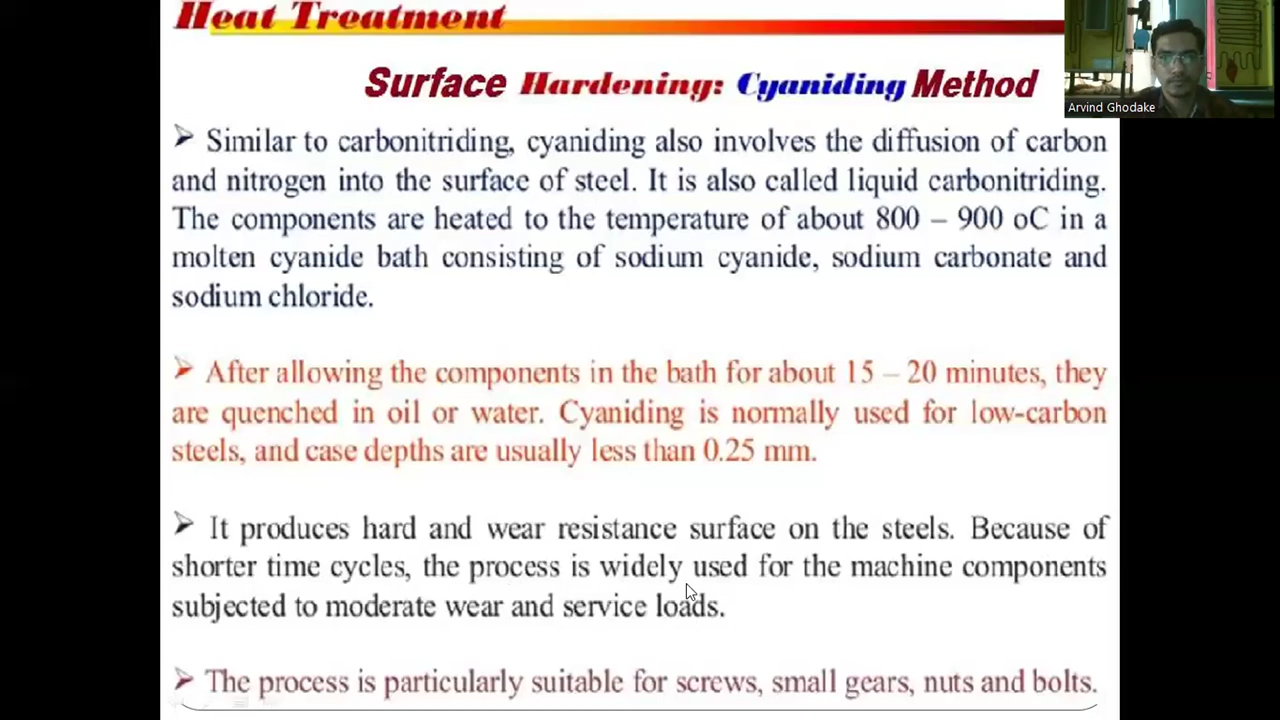 Heat Treatment
Arvind Ghodake
Surface Hardening: Cyaniding Method
➢ Similar to carbonitriding, cyaniding also involves the diffusion of carbon
and nitrogen into the surface of steel. It is also called liquid carbonitriding.
The components are heated to the temperature of about 800 – 900 oC in a
molten cyanide bath consisting of sodium cyanide, sodium carbonate and
sodium chloride.
➢ After allowing the components in the bath for about 15 – 20 minutes, they
are quenched in oil or water. Cyaniding is normally used for low-carbon
steels, and case depths are usually less than 0.25 mm.
➢ It produces hard and wear resistance surface on the steels. Because of
shorter time cycles, the process is widely used for the machine components
subjected to moderate wear and service loads.
➢ The process is particularly suitable for screws, small gears, nuts and bolts.